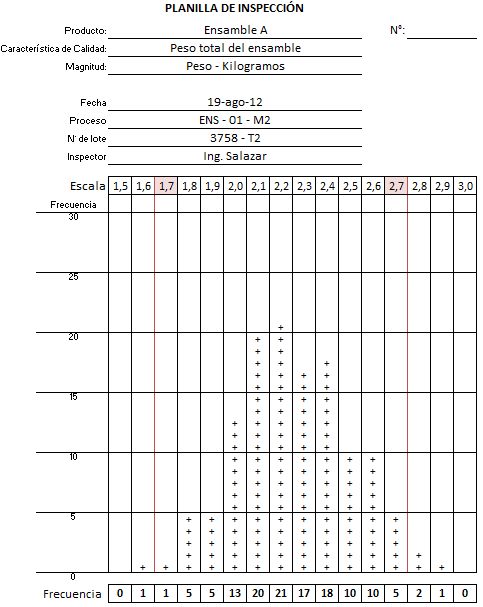 PLANILLA DE INSPECCIÓN
Producto: Ensamble A N°:
Característica de Calidad: Peso total del ensamble
Magnitud: Peso - Kilogramos
Fecha 19-ago-12
Proceso ENS - 01 - M2
N° de lote 3758 - T2
Inspector Ing. Salazar
Escala 1,5 1,6 1,7 1,8 1,9 2,0 2,1 2,2 2,3 2,4 2,5 2,6 2,7 2,8 2,9 3,0
Frecuencia
30
25
20
15
10
5
0
Frecuencia 0 1 1 5 5 13 20 21 17 18 10 10 5 2 1 0